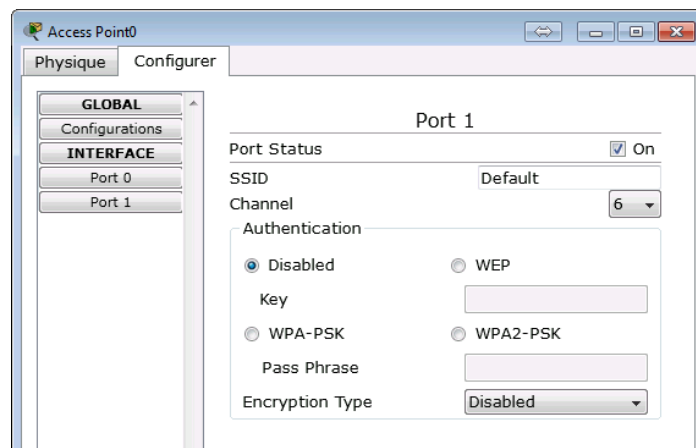 Access Point0
Physique Configurer
GLOBAL
Configurations
INTERFACE
Port 0
Port 1
Port 1
Port Status On
SSID Default
Channel 6
Authentication
Disabled WEP
Key
WPA-PSK WPA2-PSK
Pass Phrase
Encryption Type Disabled